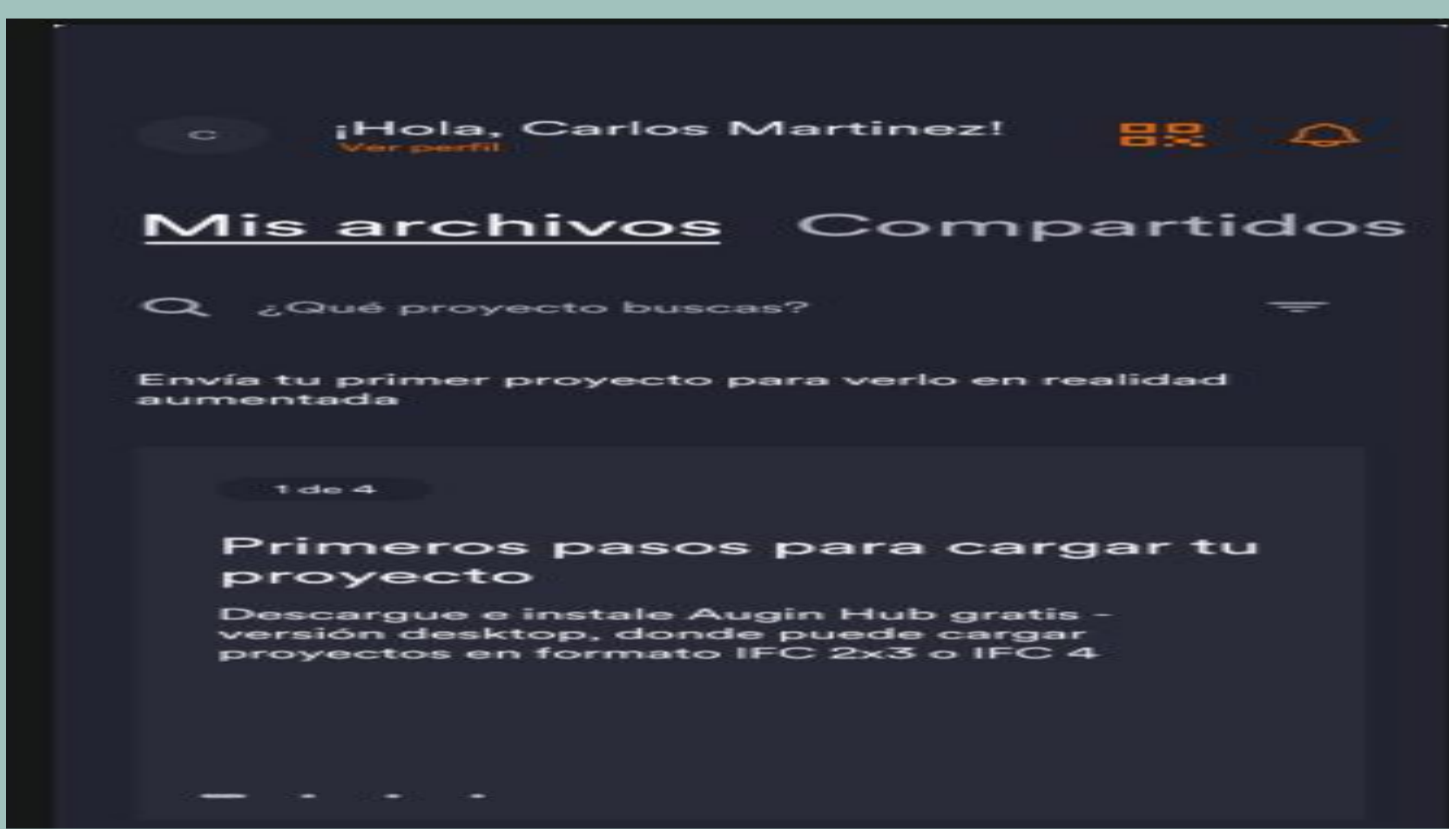 C
¡Hola, Carlos Martinez!
Ver perfil
Mis archivos
Compartidos
¿Qué proyecto buscas?
Envía tu primer proyecto para verlo en realidad
aumentada
1 de 4
Primeros pasos para cargar tu
proyecto
Descargue e instale Augin Hub gratis -
versión desktop, donde puede cargar
proyectos en formato IFC 2x3 o IFC 4